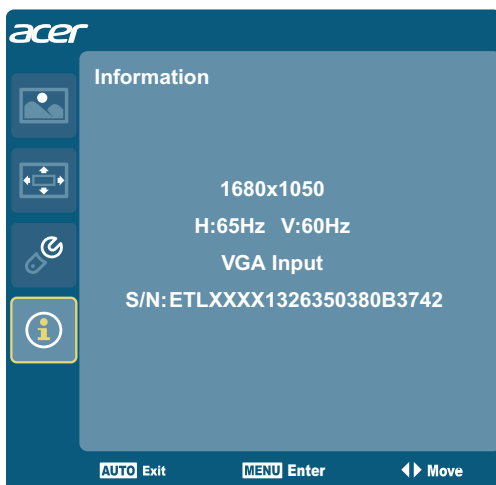 acer
Information
1680x1050
H:65Hz V:60Hz
VGA Input
S/N:ETLXXXX1326350380B3742
AUTO Exit MENU Enter Move